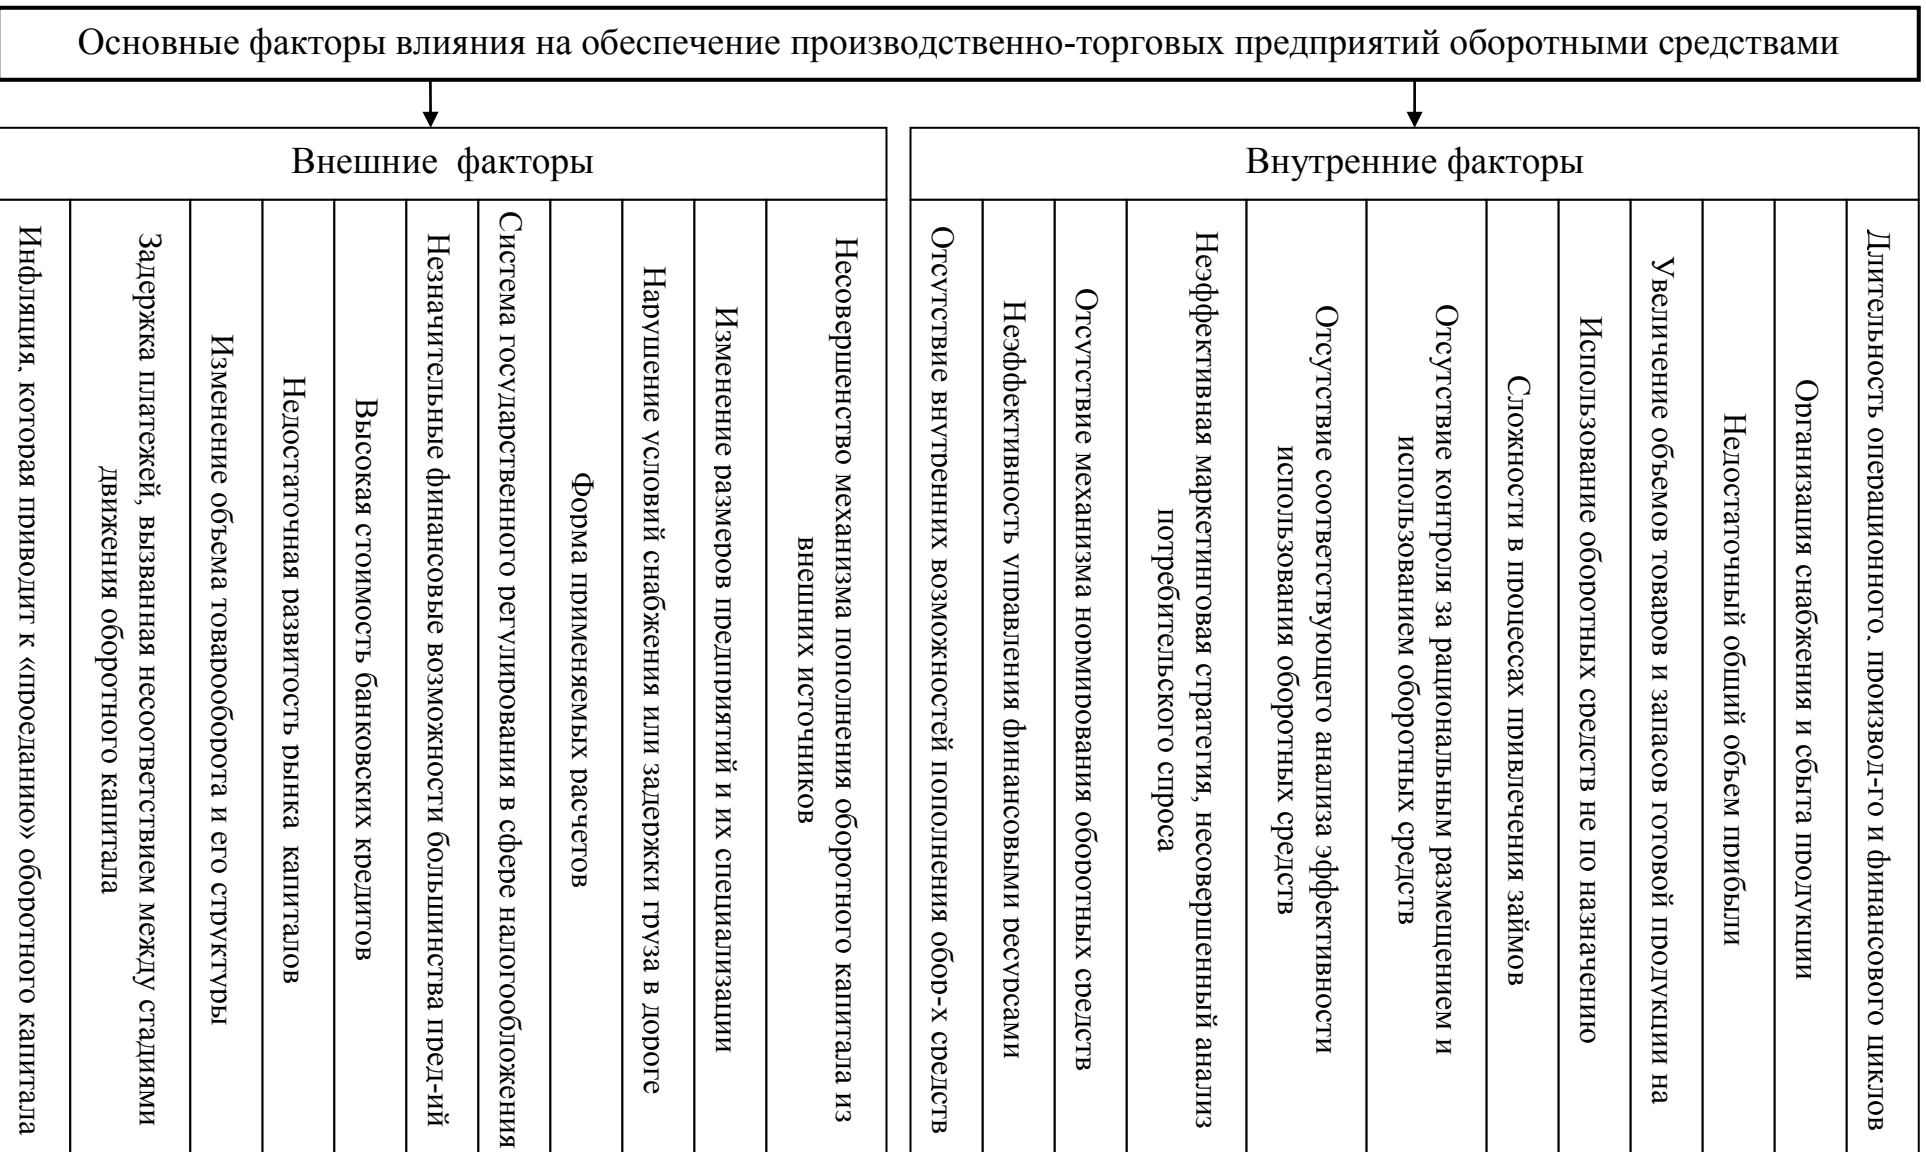 Основные факторы влияния на обеспечение производственно-торговых предприятий оборотными средствами
Внешние факторы
Внутренние факторы
Инфляция, которая приводит к «проеданию» оборотного капитала
Задержка платежей, вызванная несоответствием между стадиями
движения оборотного капитала
Изменение объема товарооборота и его структуры
Недостаточная развитость рынка капиталов
Высокая стоимость банковских кредитов
Незначительные финансовые возможности большинства пред-ий
Система государственного регулирования в сфере налогообложения
Форма применяемых расчетов
Нарушение условий снабжения или задержки груза в дороге
Изменение размеров предприятий и их специализации
Несовершенство механизма пополнения оборотного капитала из
внешних источников
Отсутствие внутренних возможностей пополнения обор-х средств
Неэффективность управления финансовыми ресурсами
Отсутствие механизма нормирования оборотных средств
Неэффективная маркетинговая стратегия, несовершенный анализ
потребительского спроса
Отсутствие соответствующего анализа эффективности
использования оборотных средств
Отсутствие контроля за рациональным размещением и
использованием оборотных средств
Сложности в процессах привлечения займов
Использование оборотных средств не по назначению
Увеличение объемов товаров и запасов готовой продукции на
Недостаточный общий объем прибыли
Организация снабжения и сбыта продукции
Длительность операционного, производ-го и финансового циклов